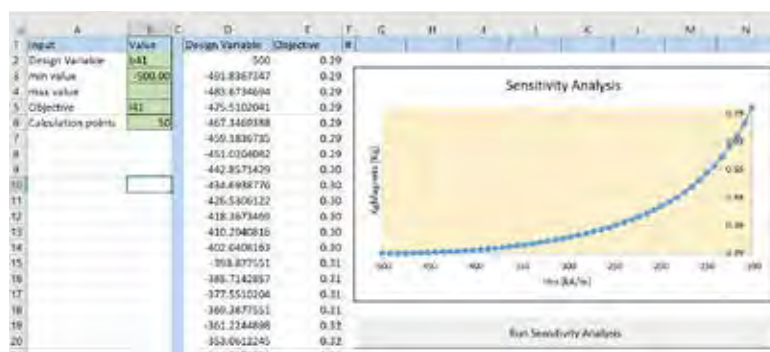 A B C D E F G H I J K L M N
1 Input Value Design Variable Objective #
2 Design Variable 500 0.29
3 min value -500.00 -491.8367347 0.29
4 max value -483.6734694 0.29
5 Objective -475.5102041 0.29
6 Calculation points 50 -467.3469388 0.29
7 -459.1836735 0.29
8 -451.0204082 0.29
9 -442.8571429 0.30
10 -434.6938776 0.30
11 -426.5306122 0.30
12 -418.3673469 0.30
13 -410.2040816 0.30
14 -402.0408163 0.30
15 -393.877551 0.31
16 -385.7142857 0.31
17 -377.5510204 0.31
18 -369.3877551 0.31
19 -361.2244898 0.32
20 -353.0612245 0.32
Sensitivity Analysis
Run Sensitivity Analysis